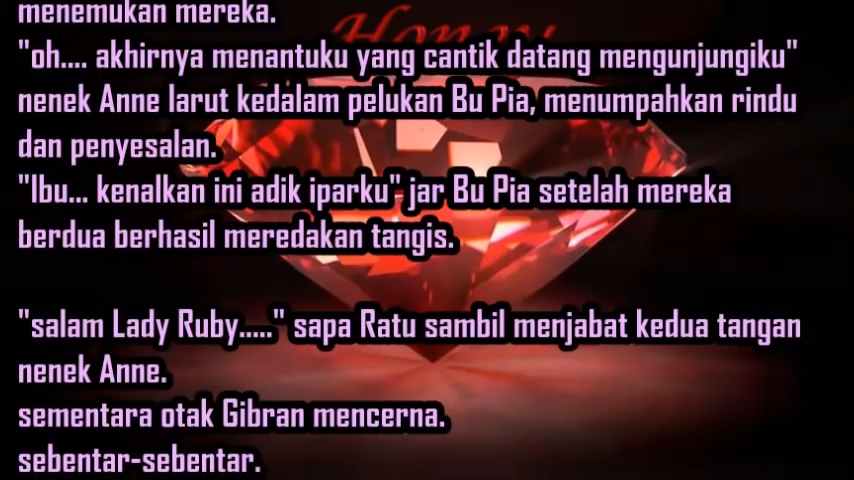 menemukan mereka.
Honey
"oh.... akhirnya menantuku yang cantik datang mengunjungiku"
nenek Anne larut kedalam pelukan Bu Pia, menumpahkan rindu
dan penyesalan.
"Ibu... kenalkan ini adik iparku" jar Bu Pia setelah mereka
berdua berhasil meredakan tangis.
"salam Lady Ruby....." sapa Ratu sambil menjabat kedua tangan
nenek Anne.
sementara otak Gibran mencerna.
sebentar-sebentar.